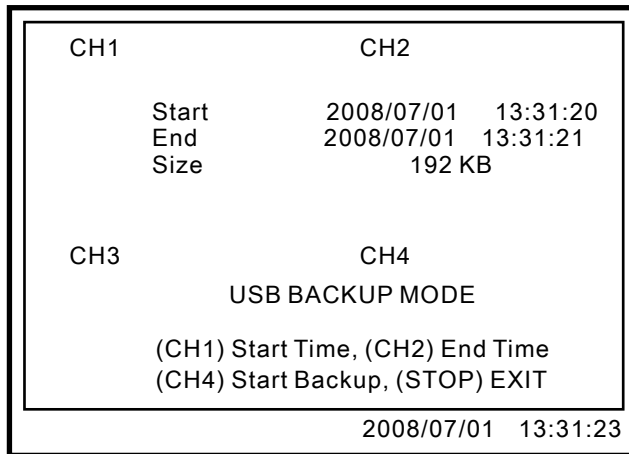 CH1 CH2
Start 2008/07/01 13:31:20
End 2008/07/01 13:31:21
Size 192 KB
CH3 CH4
USB BACKUP MODE
(CH1) Start Time, (CH2) End Time
(CH4) Start Backup, (STOP) EXIT
2008/07/01 13:31:23